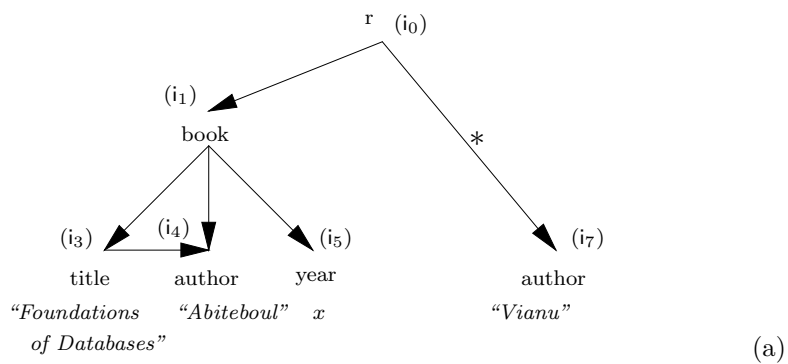 r (i₀)
(i₁)
book
*
(i₃) (i₄) (i₅) (i₇)
title author year author
“Foundations “Abiteboul” x “Vianu”
of Databases”
(a)